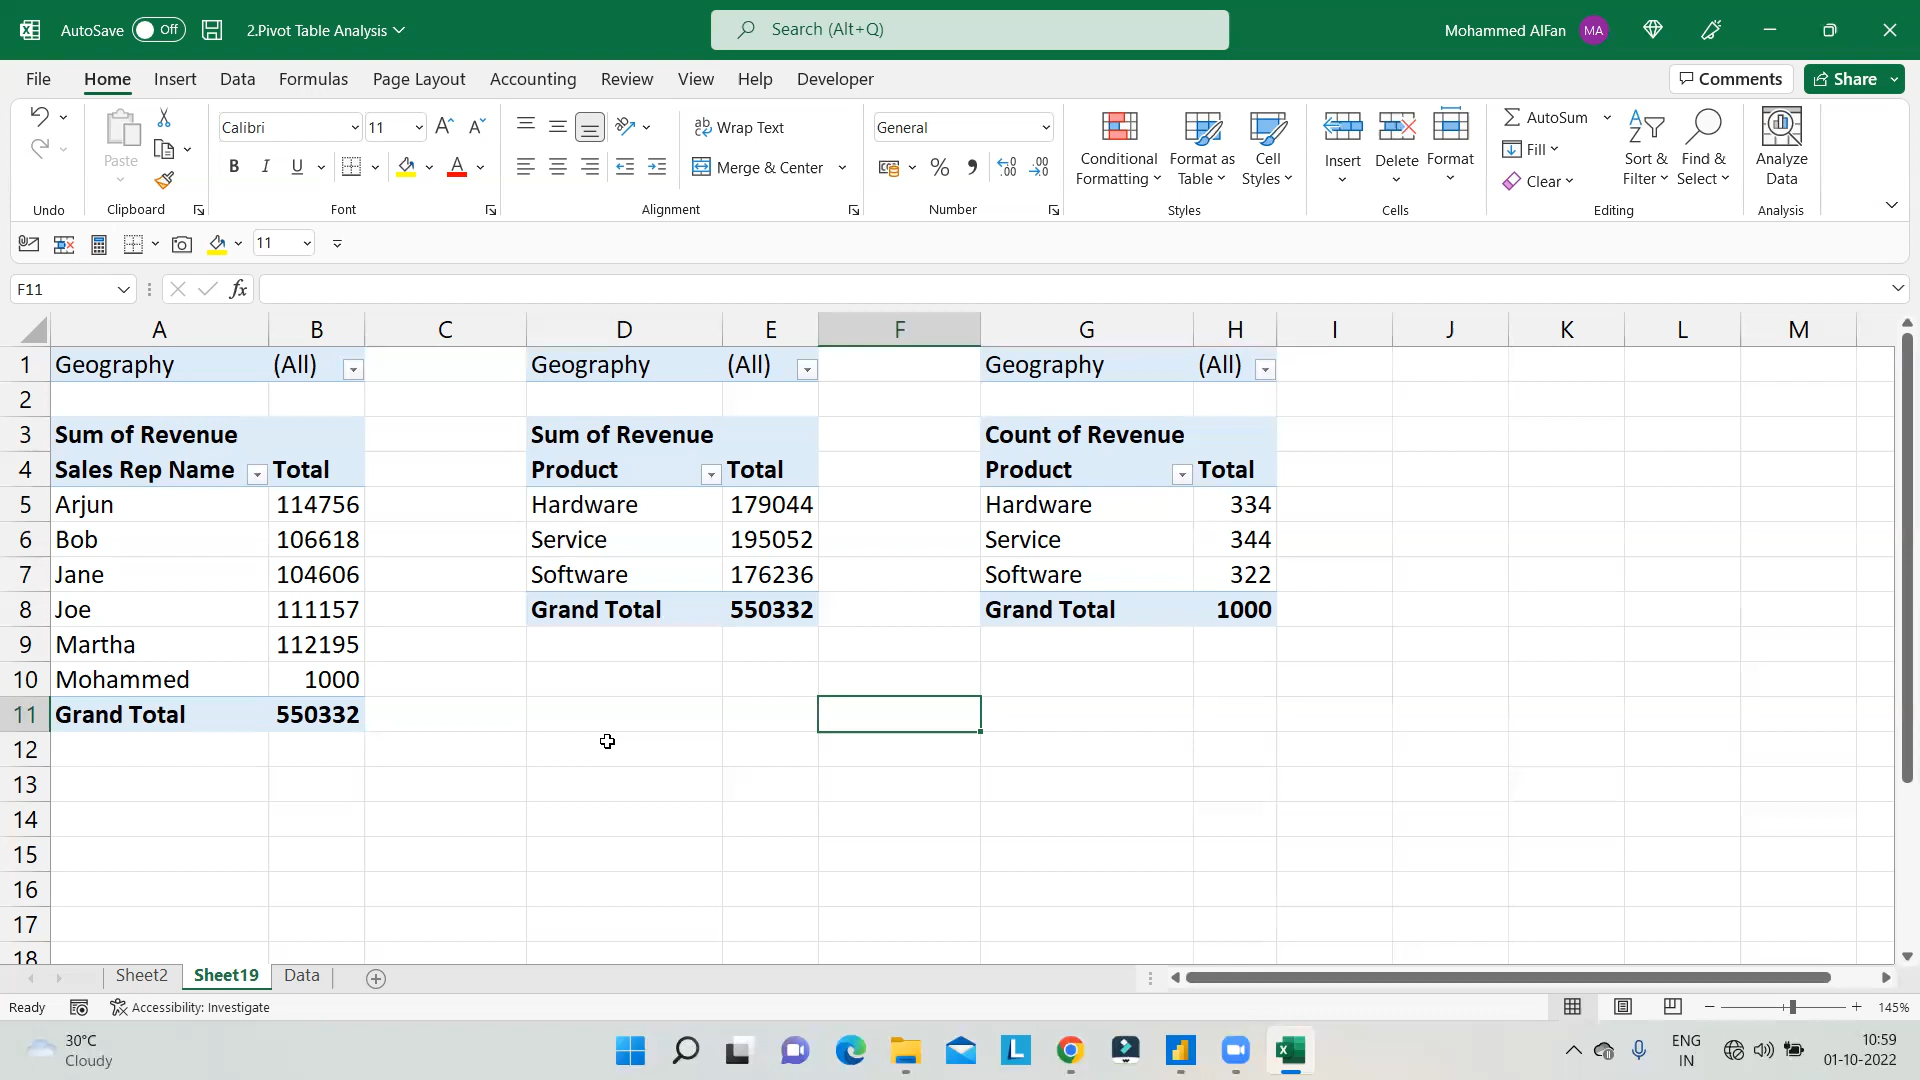 AutoSave Off 2.Pivot Table Analysis Search (Alt+Q) Mohammed AlFan MA
File Home Insert Data Formulas Page Layout Accounting Review View Help Developer Comments Share
Paste Calibri 11 B I U A Wrap Text Merge & Center General % Conditional Formatting Format as Table Cell Styles Insert Delete Format AutoSum Fill Clear Sort & Filter Find & Select Analyze Data
Undo Clipboard Font Alignment Number Styles Cells Editing Analysis
11
F11 fx
A B C D E F G H I J K L M
1 Geography (All) Geography (All) Geography (All)
2
3 Sum of Revenue Sum of Revenue Count of Revenue
4 Sales Rep Name Total Product Total Product Total
5 Arjun 114756 Hardware 179044 Hardware 334
6 Bob 106618 Service 195052 Service 344
7 Jane 104606 Software 176236 Software 322
8 Joe 111157 Grand Total 550332 Grand Total 1000
9 Martha 112195
10 Mohammed 1000
11 Grand Total 550332
12
13
14
15
16
17
18
Sheet2 Sheet19 Data
Ready Accessibility: Investigate 145%
30°C ENG 10:59
Cloudy IN 01-10-2022